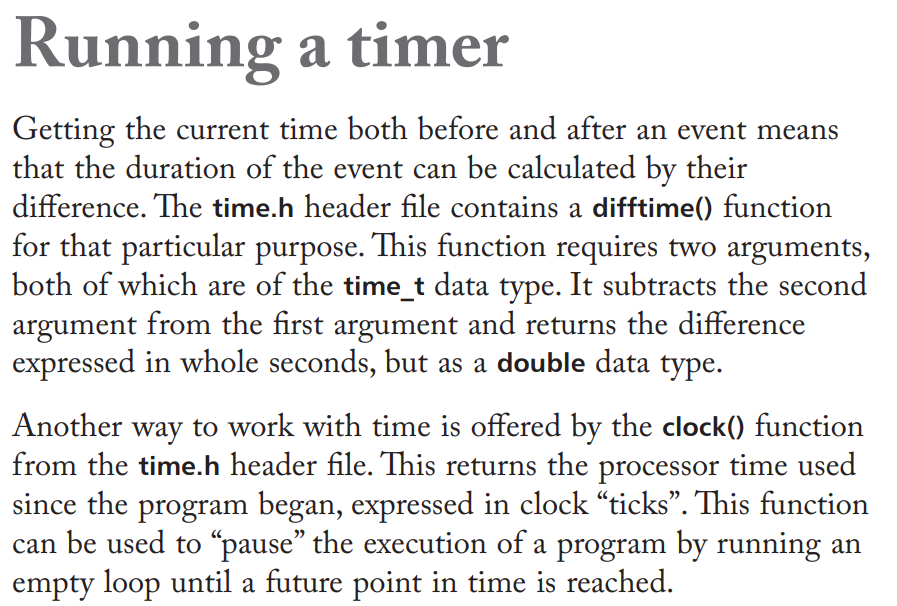 Running a timer
Getting the current time both before and after an event means
that the duration of the event can be calculated by their
difference. The time.h header file contains a difftime() function
for that particular purpose. This function requires two arguments,
both of which are of the time_t data type. It subtracts the second
argument from the first argument and returns the difference
expressed in whole seconds, but as a double data type.
Another way to work with time is offered by the clock() function
from the time.h header file. This returns the processor time used
since the program began, expressed in clock “ticks”. This function
can be used to “pause” the execution of a program by running an
empty loop until a future point in time is reached.